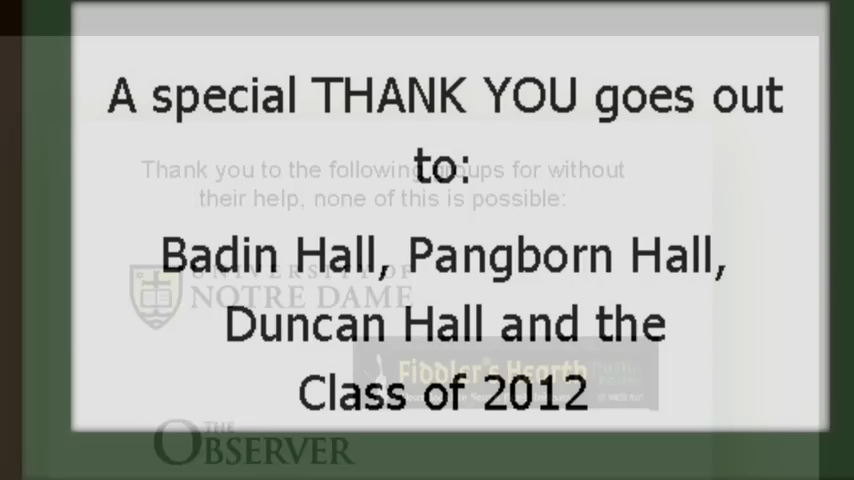 A special THANK YOU goes out
to:
Thank you to the following groups for without
their help, none of this is possible:
Badin Hall, Pangborn Hall,
UNIVERSITY OF
NOTRE DAME
Duncan Hall and the
Fiddler's Hearth
Class of 2012
THE
OBSERVER